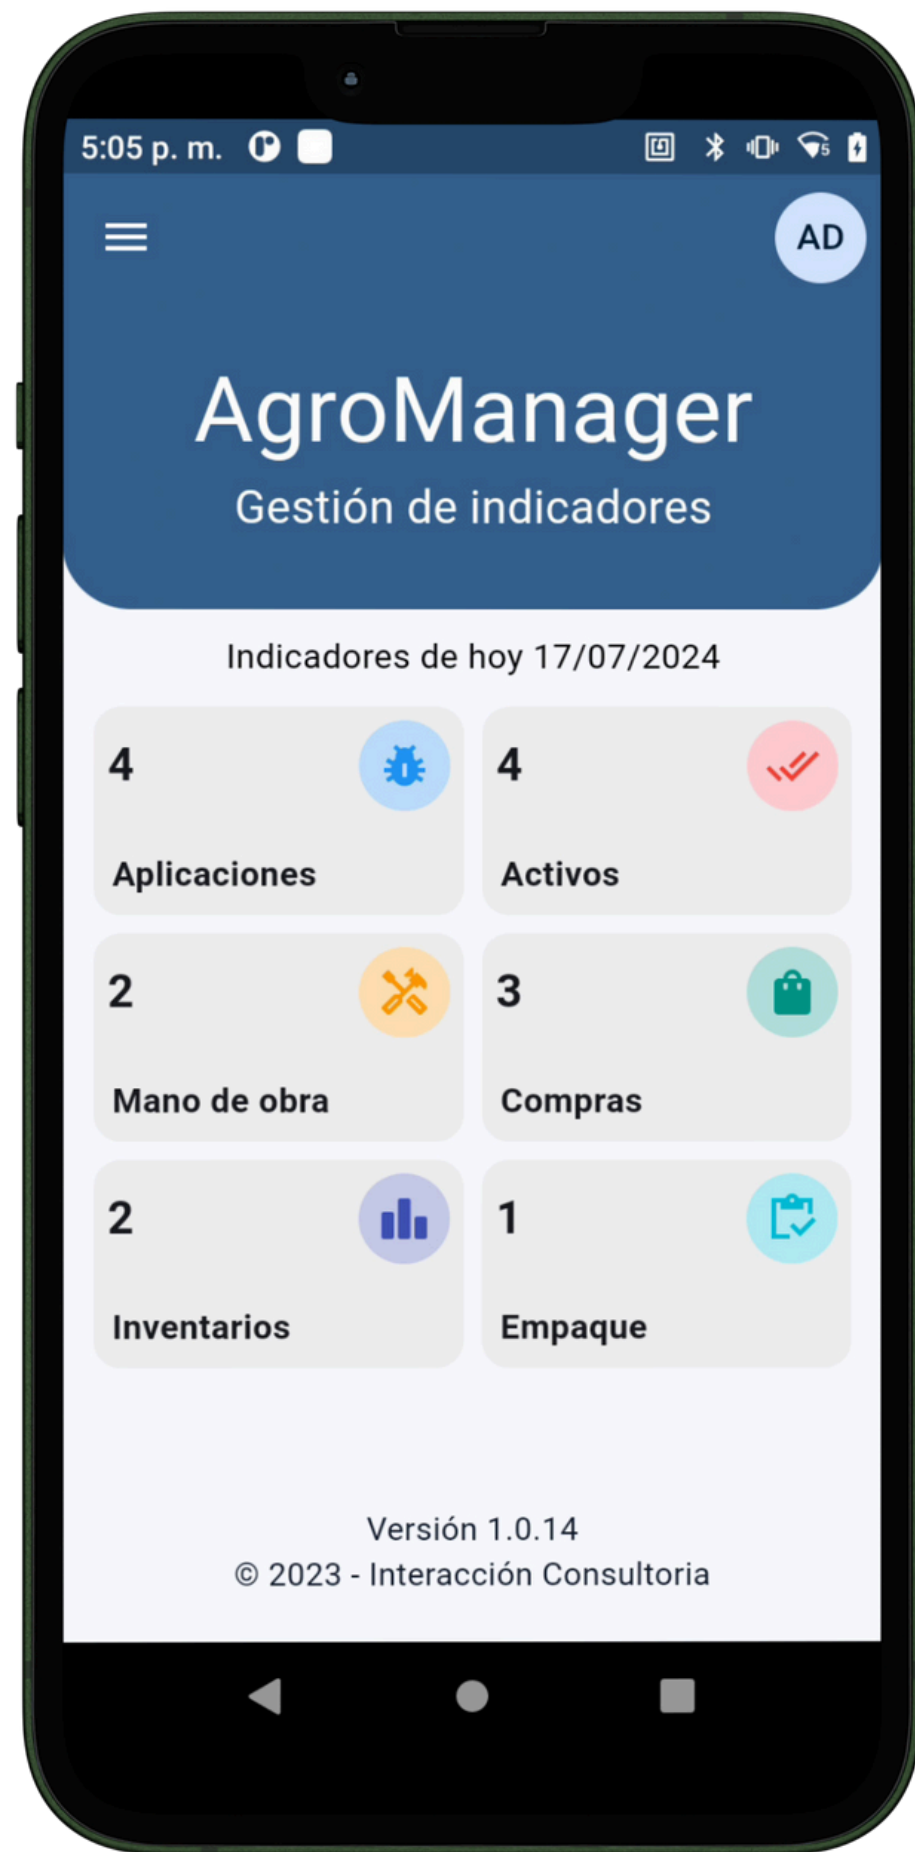 5:05 p. m.
5
AD
AgroManager
Gestión de indicadores
Indicadores de hoy 17/07/2024
4
Aplicaciones
4
Activos
2
Mano de obra
3
Compras
2
Inventarios
1
Empaque
Versión 1.0.14
© 2023 - Interacción Consultoria